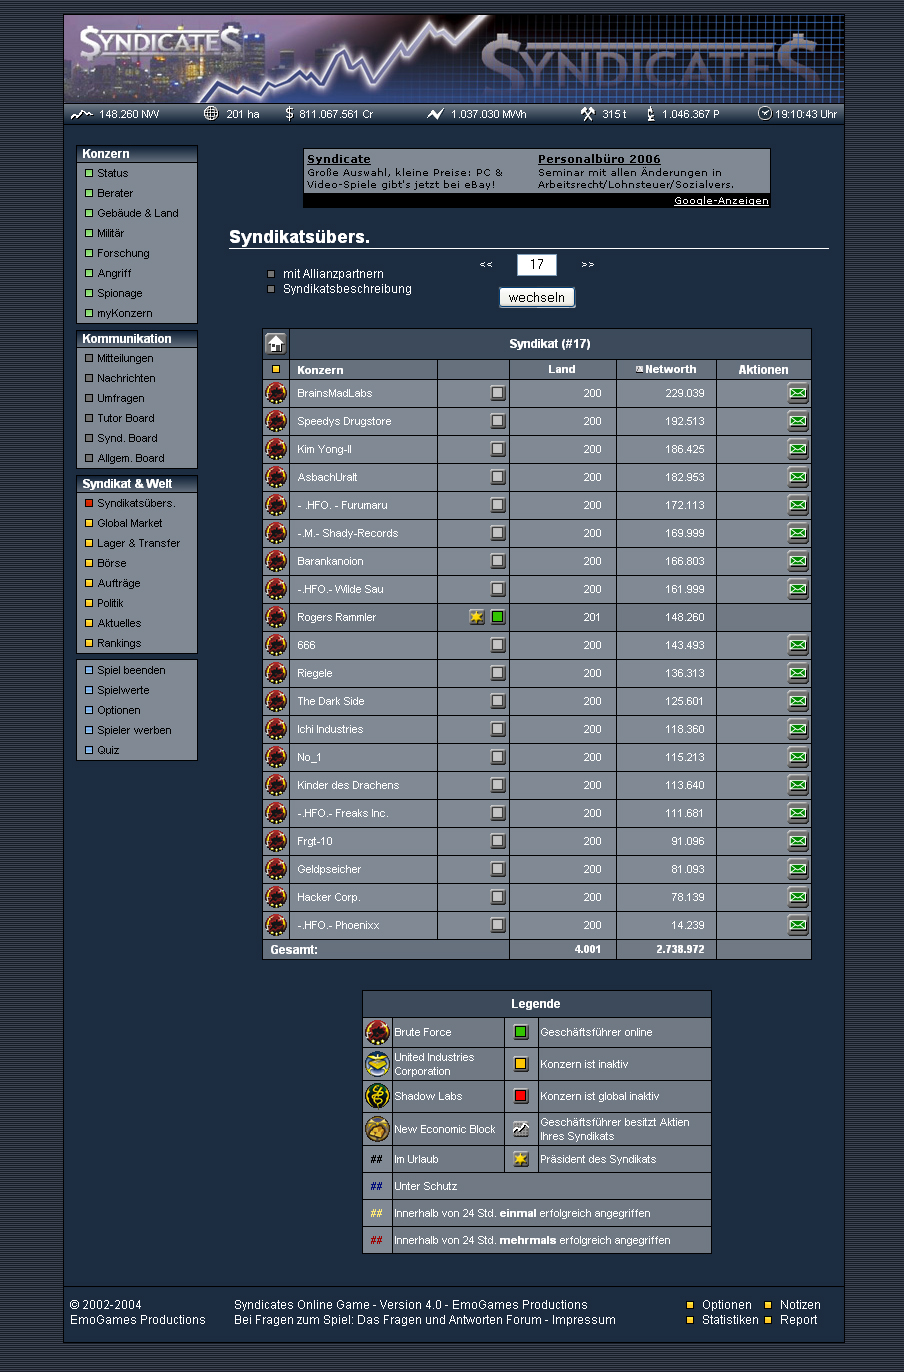 SYNDICATES
SYNDICATES
148.260 NW 201 ha 811.067.561 Cr 1.037.030 MWh 315 t 1.046.367 P 19:10:43 Uhr
Konzern
Status
Berater
Gebäude & Land
Militär
Forschung
Angriff
Spionage
myKonzern
Kommunikation
Mitteilungen
Nachrichten
Umfragen
Tutor Board
Synd. Board
Allgem. Board
Syndikat & Welt
Syndikatsübers.
Global Market
Lager & Transfer
Börse
Aufträge
Politik
Aktuelles
Rankings
Spiel beenden
Spielwerte
Optionen
Spieler werben
Quiz
Syndicate
Große Auswahl, kleine Preise: PC &
Video-Spiele gibt's jetzt bei eBay!
Personalbüro 2006
Seminar mit allen Änderungen in
Arbeitsrecht/Lohnsteuer/Sozialvers.
Google-Anzeigen
Syndikatsübers.
mit Allianzpartnern
Syndikatsbeschreibung
<< 17 >>
wechseln
Syndikat (#17)
Konzern Land Networth Aktionen
BrainsMadLabs 200 229.039
Speedys Drugstore 200 192.513
Kim Yong-Il 200 186.425
AsbachUralt 200 182.953
- .HFO. - Furumaru 200 172.113
-.M.- Shady-Records 200 169.999
Barankanoion 200 166.803
-.HFO.- Wilde Sau 200 161.999
Rogers Rammler 201 148.260
666 200 143.493
Riegele 200 136.313
The Dark Side 200 125.601
Ichi Industries 200 118.360
No_1 200 115.213
Kinder des Drachens 200 113.640
-.HFO.- Freaks Inc. 200 111.681
Frgt-10 200 91.096
Geldpseicher 200 81.093
Hacker Corp. 200 78.139
-.HFO.- Phoenixx 200 14.239
Gesamt: 4.001 2.738.972
Legende
Brute Force Geschäftsführer online
United Industries
Corporation
Konzern ist inaktiv
Shadow Labs Konzern ist global inaktiv
New Economic Block
Geschäftsführer besitzt Aktien
Ihres Syndikats
## Im Urlaub Präsident des Syndikats
## Unter Schutz
## Innerhalb von 24 Std. einmal erfolgreich angegriffen
## Innerhalb von 24 Std. mehrmals erfolgreich angegriffen
© 2002-2004
EmoGames Productions
Syndicates Online Game - Version 4.0 - EmoGames Productions
Bei Fragen zum Spiel: Das Fragen und Antworten Forum - Impressum
Optionen Notizen
Statistiken Report